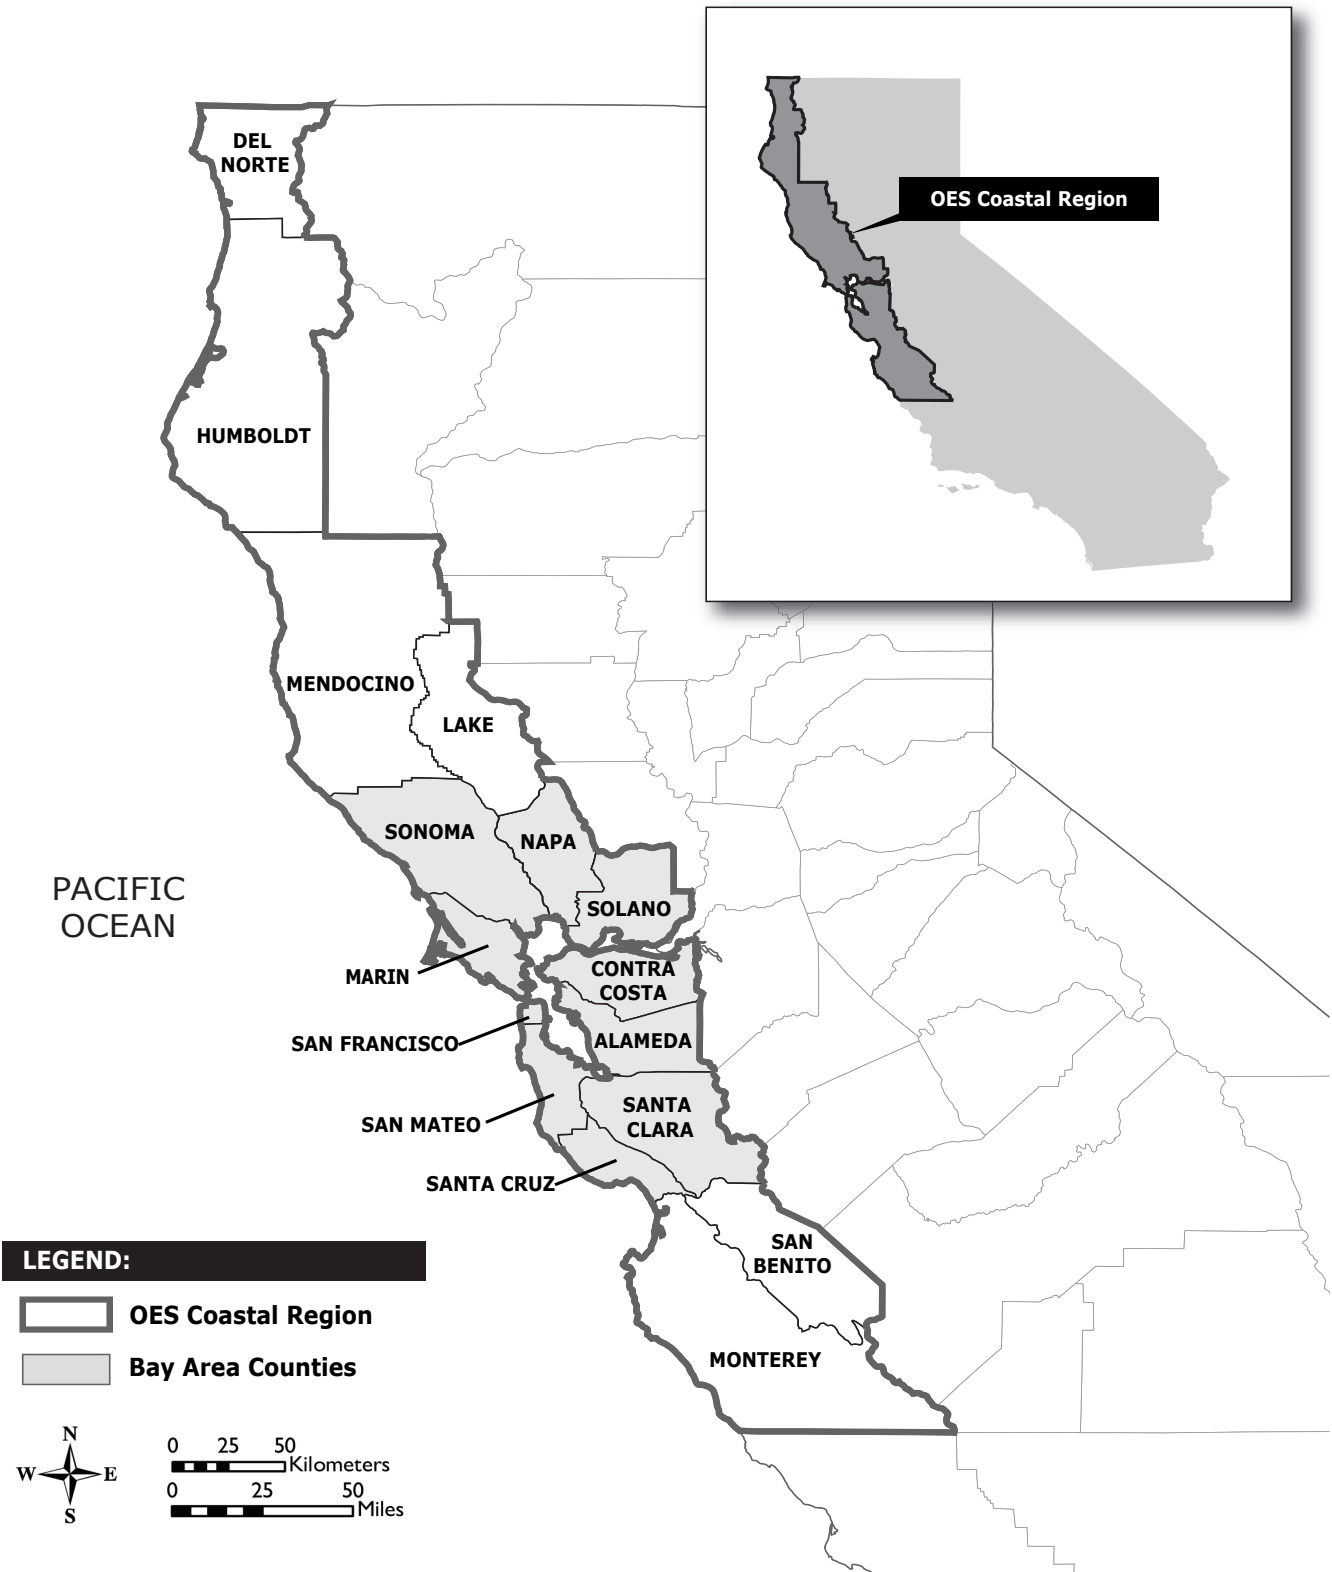 OES Coastal Region
DEL
NORTE
HUMBOLDT
MENDOCINO
LAKE
SONOMA
NAPA
SOLANO
PACIFIC
OCEAN
MARIN
CONTRA
COSTA
SAN FRANCISCO
ALAMEDA
SAN MATEO
SANTA
CLARA
SANTA CRUZ
SAN
BENITO
MONTEREY
LEGEND:
OES Coastal Region
Bay Area Counties
N
W E
S
0 25 50
Kilometers
0 25 50
Miles